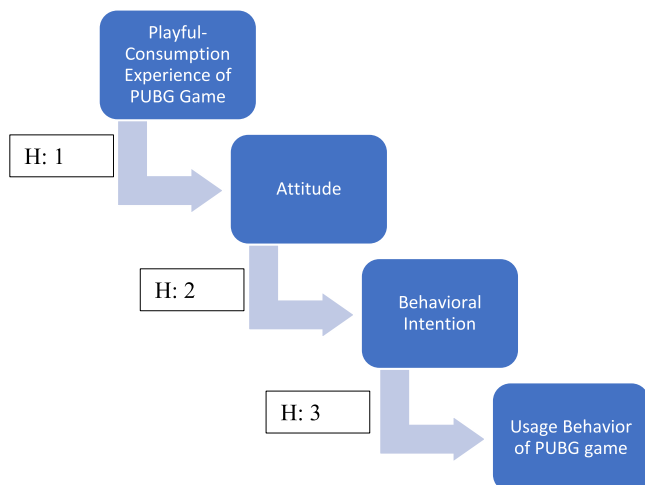 Playful-
Consumption
Experience of
PUBG Game
H: 1
Attitude
H: 2
Behavioral
Intention
H: 3
Usage Behavior
of PUBG game